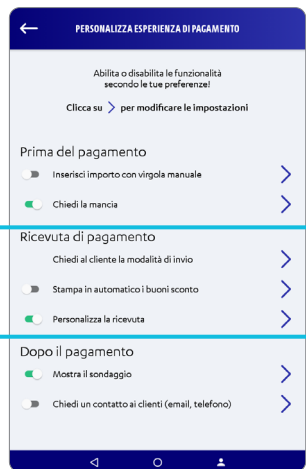 PERSONALIZZA ESPERIENZA DI PAGAMENTO
Abilita o disabilita le funzionalità
secondo le tue preferenze!
Clicca su > per modificare le impostazioni
Prima del pagamento
Inserisci importo con virgola manuale
Chiedi la mancia
Ricevuta di pagamento
Chiedi al cliente la modalità di invio
Stampa in automatico i buoni sconto
Personalizza la ricevuta
Dopo il pagamento
Mostra il sondaggio
Chiedi un contatto ai clienti (email, telefono)